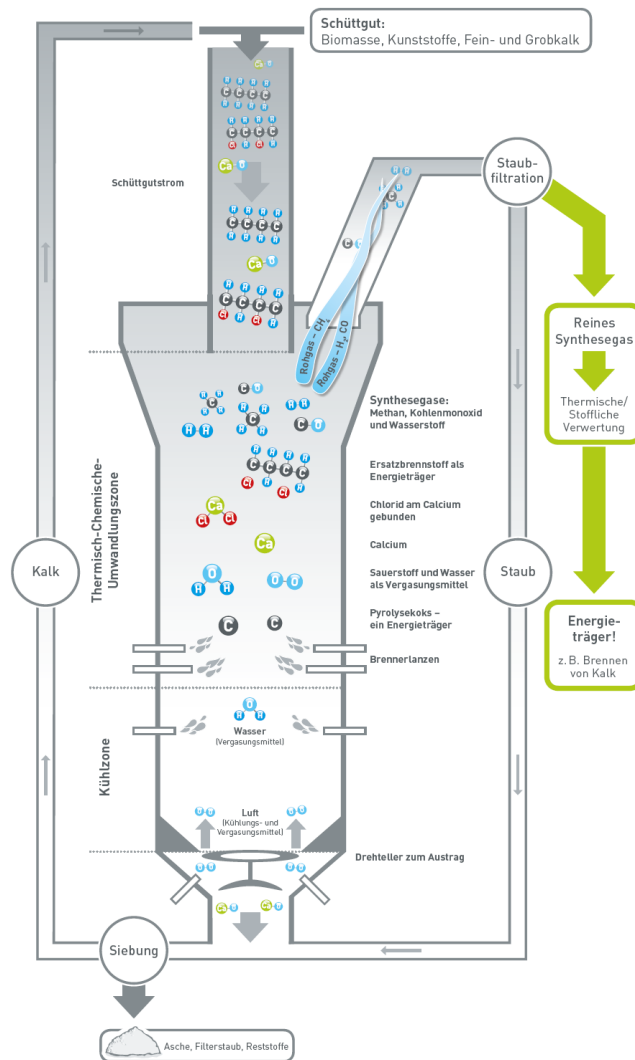 Schüttgut:
Biomasse, Kunststoffe, Fein- und Grobkalk
Schüttgutstrom
Staub-
filtration
Rohgas – CH₄
Rohgas – H₂, CO
Reines
Synthesegas
Thermische/
Stoffliche
Verwertung
Synthesegase:
Methan, Kohlenmonoxid
und Wasserstoff
Ersatzbrennstoff als
Energieträger
Chlorid am Calcium
gebunden
Calcium
Sauerstoff und Wasser
als Vergasungsmittel
Pyrolysekoks –
ein Energieträger
Brennerlanzen
Thermisch-Chemische-
Umwandlungszone
Kalk
Staub
Energie-
träger!
z. B. Brennen
von Kalk
Kühlzone
Wasser
(Vergasungsmittel)
Luft
(Kühlungs- und
Vergasungsmittel)
Drehteller zum Austrag
Siebung
Asche, Filterstaub, Reststoffe